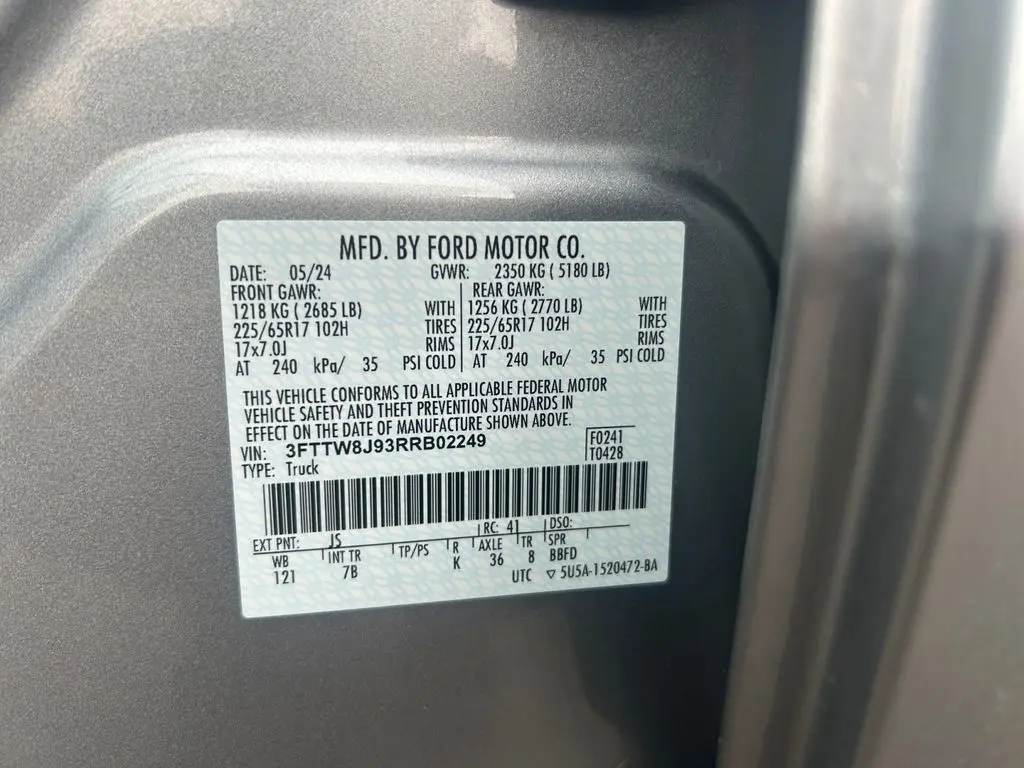 MFD. BY FORD MOTOR CO.
DATE: 05/24 GVWR: 2350 KG ( 5180 LB)
FRONT GAWR: REAR GAWR:
1218 KG ( 2685 LB) WITH 1256 KG ( 2770 LB) WITH
225/65R17 102H TIRES 225/65R17 102H TIRES
17x7.0J RIMS 17x7.0J RIMS
AT 240 kPa/ 35 PSI COLD AT 240 kPa/ 35 PSI COLD
THIS VEHICLE CONFORMS TO ALL APPLICABLE FEDERAL MOTOR
VEHICLE SAFETY AND THEFT PREVENTION STANDARDS IN
EFFECT ON THE DATE OF MANUFACTURE SHOWN ABOVE.
VIN: 3FTTW8J93RRB02249 F0241
TYPE: Truck T0428
EXT PNT: JS RC: 41 DSO:
WB INT TR TP/PS R AXLE TR SPR
121 7B K 36 8 BBFD
UTC ▽ 5U5A-1520472-BA